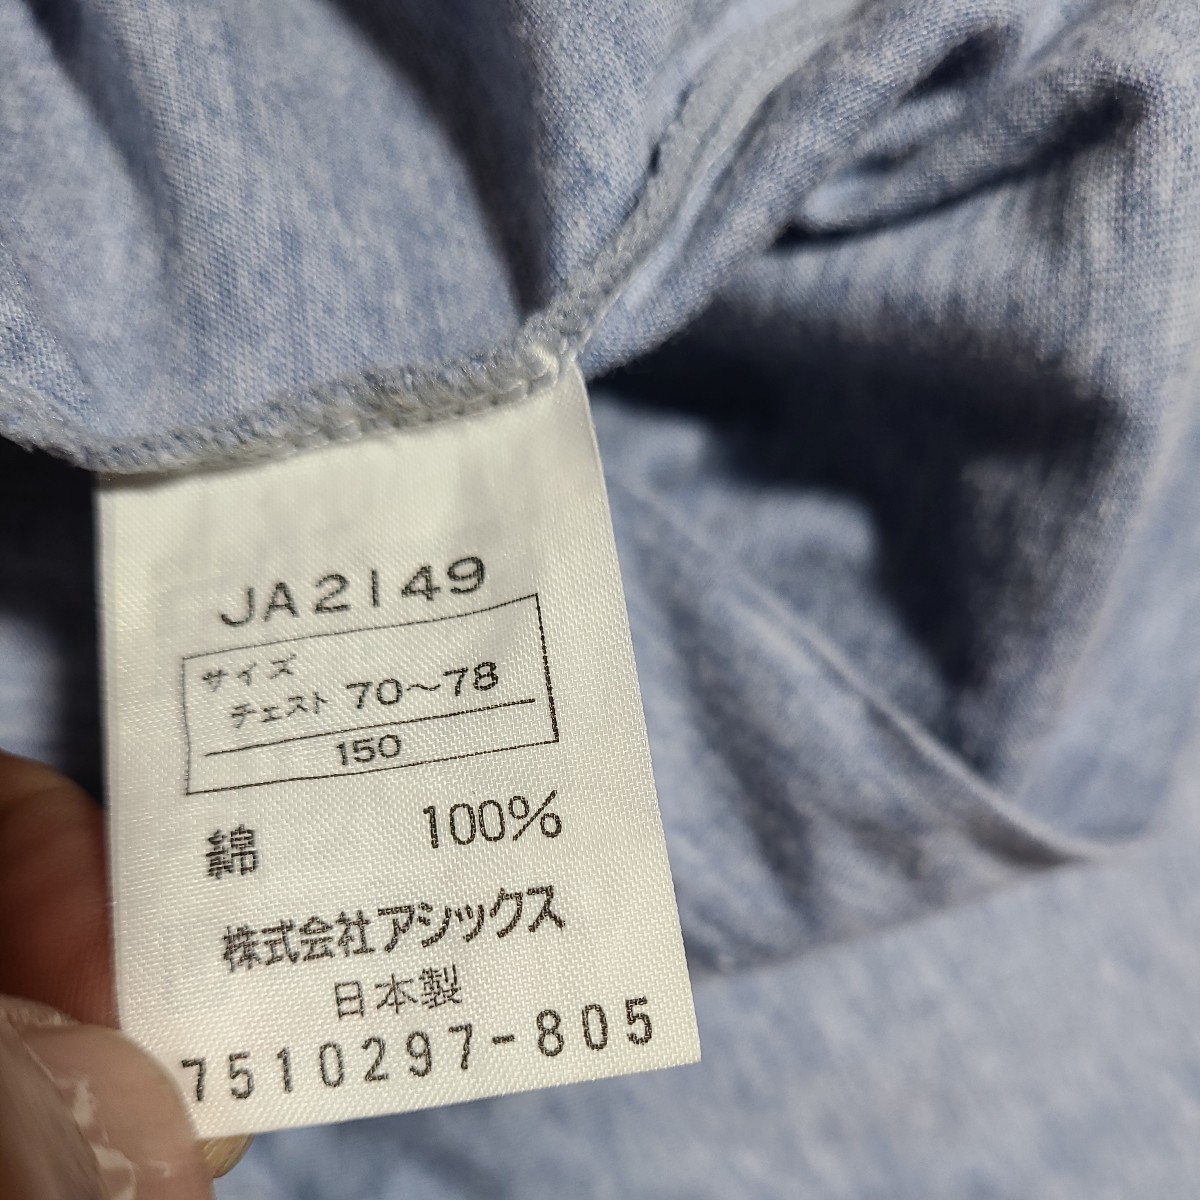 JA2149
サイズ
チェスト 70～78
150
綿 100%
株式会社アシックス
日本製
7510297-805